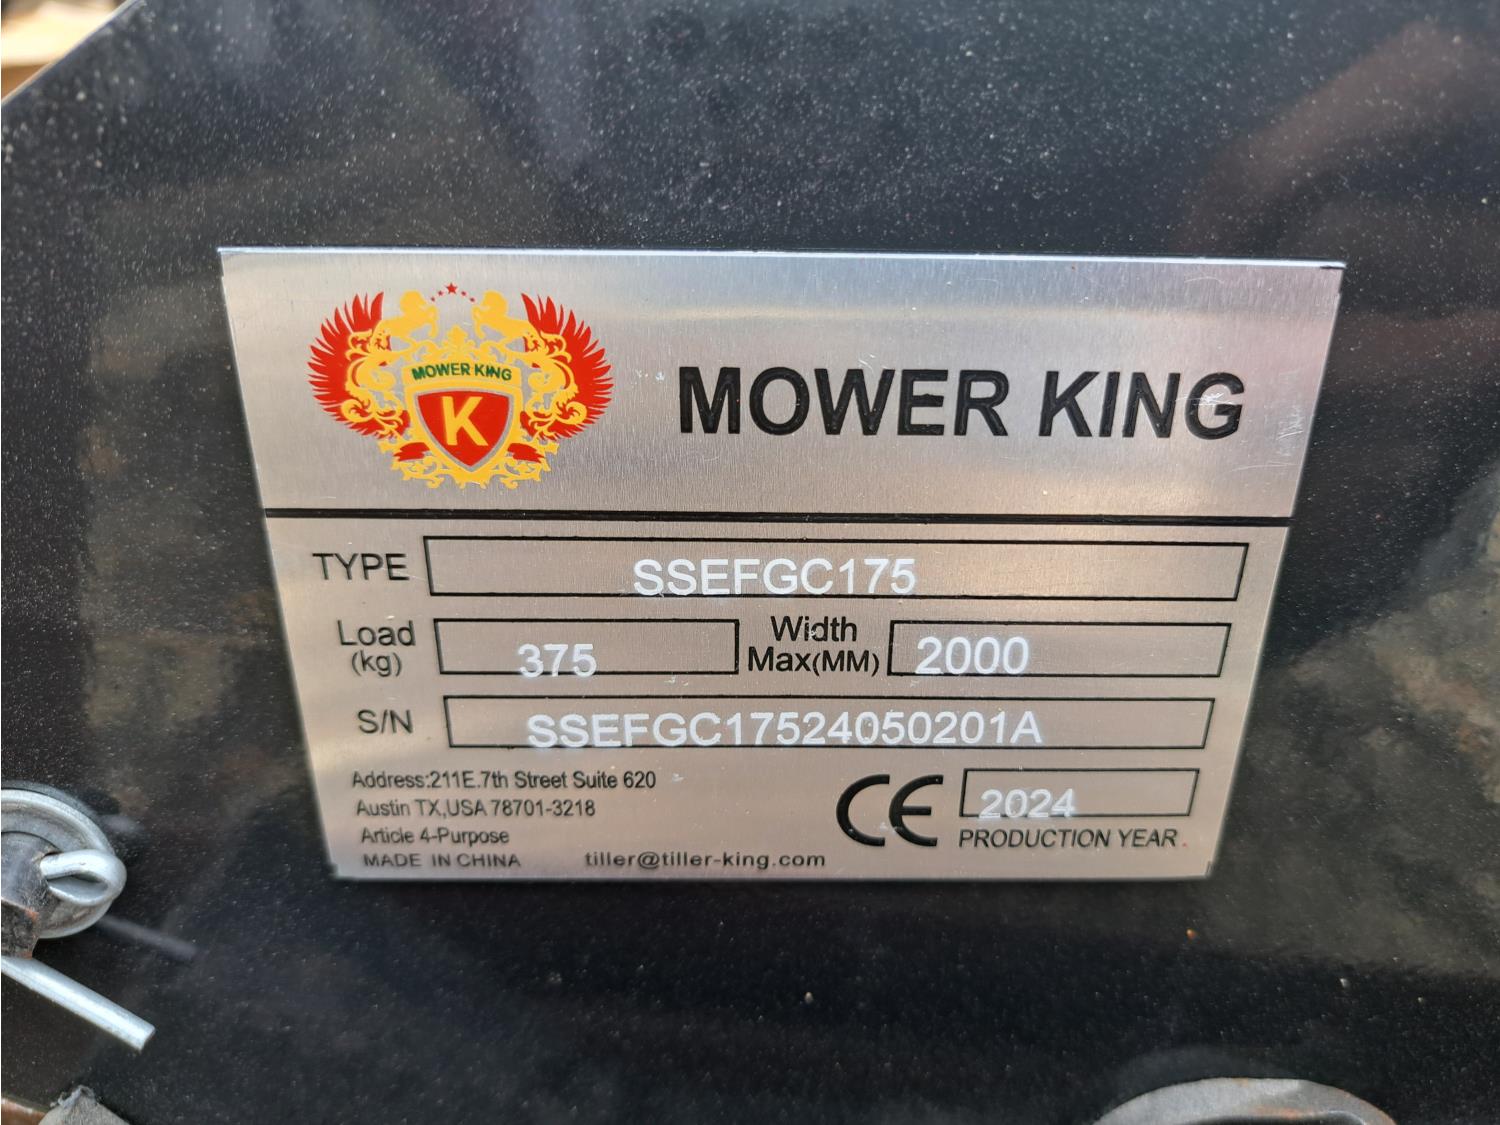 MOWER KING
K
MOWER KING
TYPE SSEFGC175
Load (kg) 375 Width Max(MM) 2000
S/N SSEFGC17524050201A
Address:211E.7th Street Suite 620
Austin TX,USA 78701-3218
Article 4-Purpose
MADE IN CHINA tiller@tiller-king.com
CE 2024
PRODUCTION YEAR